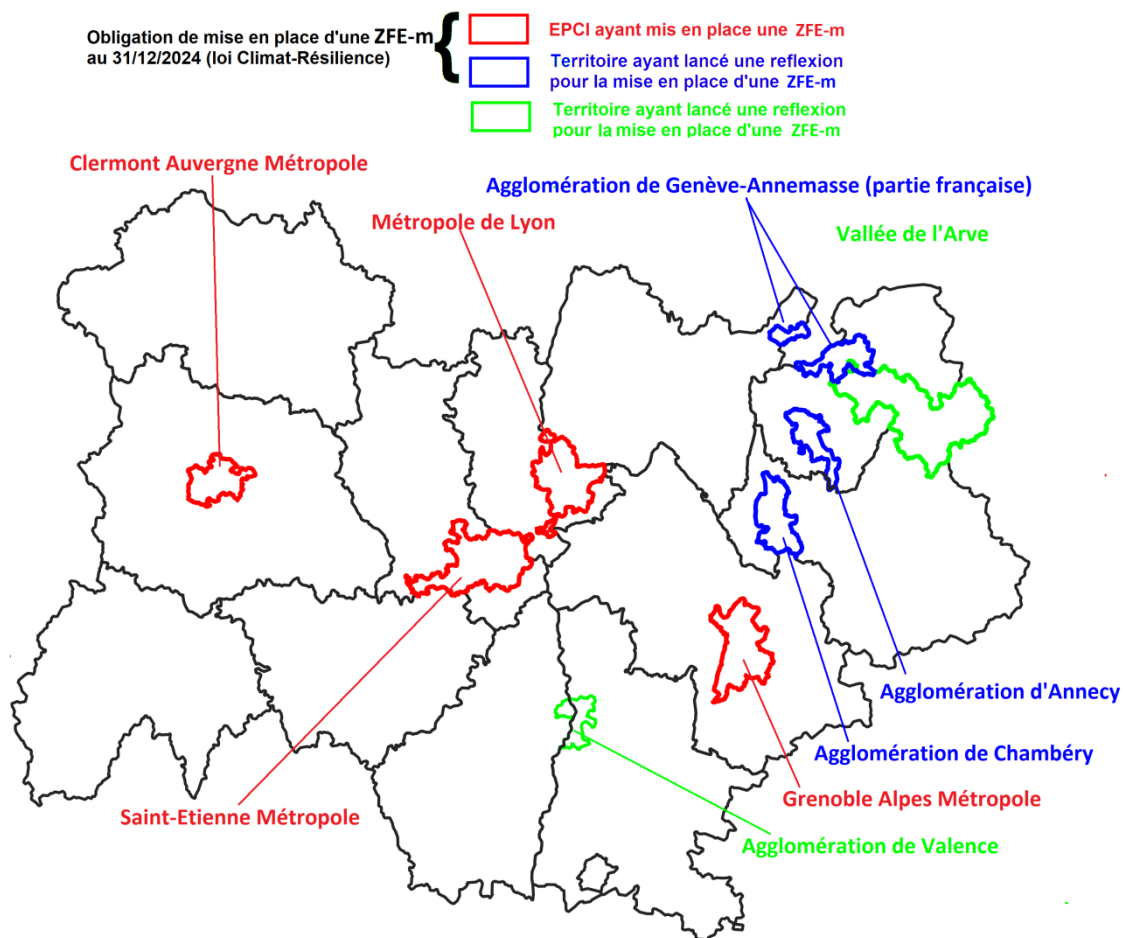 Obligation de mise en place d'une ZFE-m
au 31/12/2024 (loi Climat-Résilience)
EPCI ayant mis en place une ZFE-m
Territoire ayant lancé une reflexion
pour la mise en place d'une ZFE-m
Territoire ayant lancé une reflexion
pour la mise en place d'une ZFE-m
Clermont Auvergne Métropole
Agglomération de Genève-Annemasse (partie française)
Métropole de Lyon
Vallée de l'Arve
Agglomération d'Annecy
Agglomération de Chambéry
Grenoble Alpes Métropole
Saint-Etienne Métropole
Agglomération de Valence